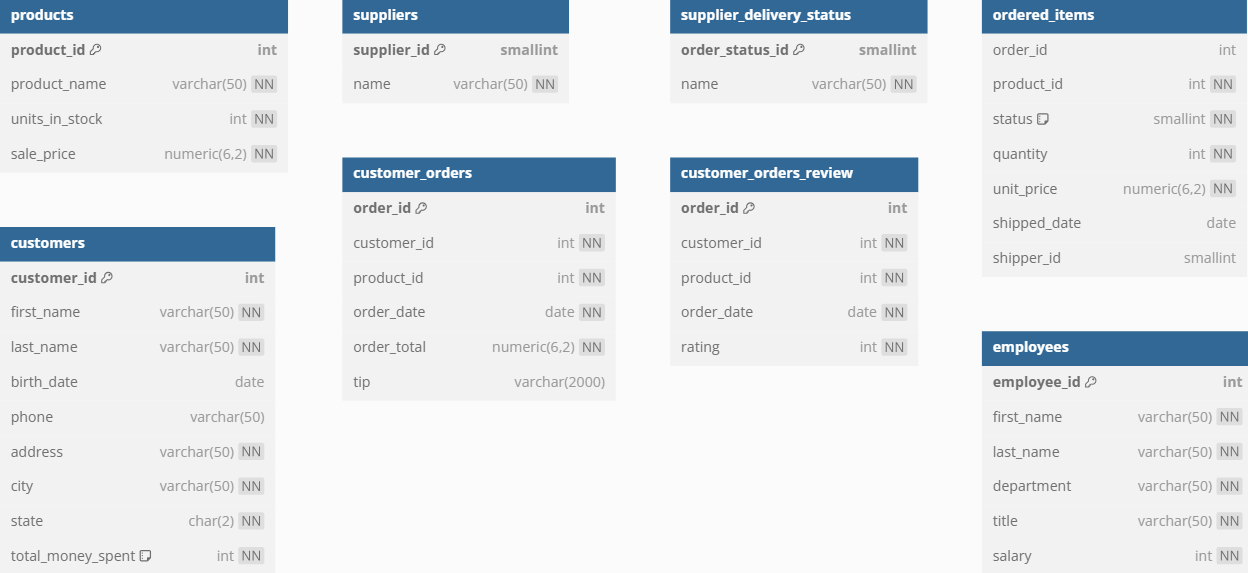 products
product_id int
product_name varchar(50) NN
units_in_stock int NN
sale_price numeric(6,2) NN
customers
customer_id int
first_name varchar(50) NN
last_name varchar(50) NN
birth_date date
phone varchar(50)
address varchar(50) NN
city varchar(50) NN
state char(2) NN
total_money_spent int NN
suppliers
supplier_id smallint
name varchar(50) NN
customer_orders
order_id int
customer_id int NN
product_id int NN
order_date date NN
order_total numeric(6,2) NN
tip varchar(2000)
supplier_delivery_status
order_status_id smallint
name varchar(50) NN
customer_orders_review
order_id int
customer_id int NN
product_id int NN
order_date date NN
rating int NN
ordered_items
order_id int
product_id int NN
status smallint NN
quantity int NN
unit_price numeric(6,2) NN
shipped_date date
shipper_id smallint
employees
employee_id int
first_name varchar(50) NN
last_name varchar(50) NN
department varchar(50) NN
title varchar(50) NN
salary int NN